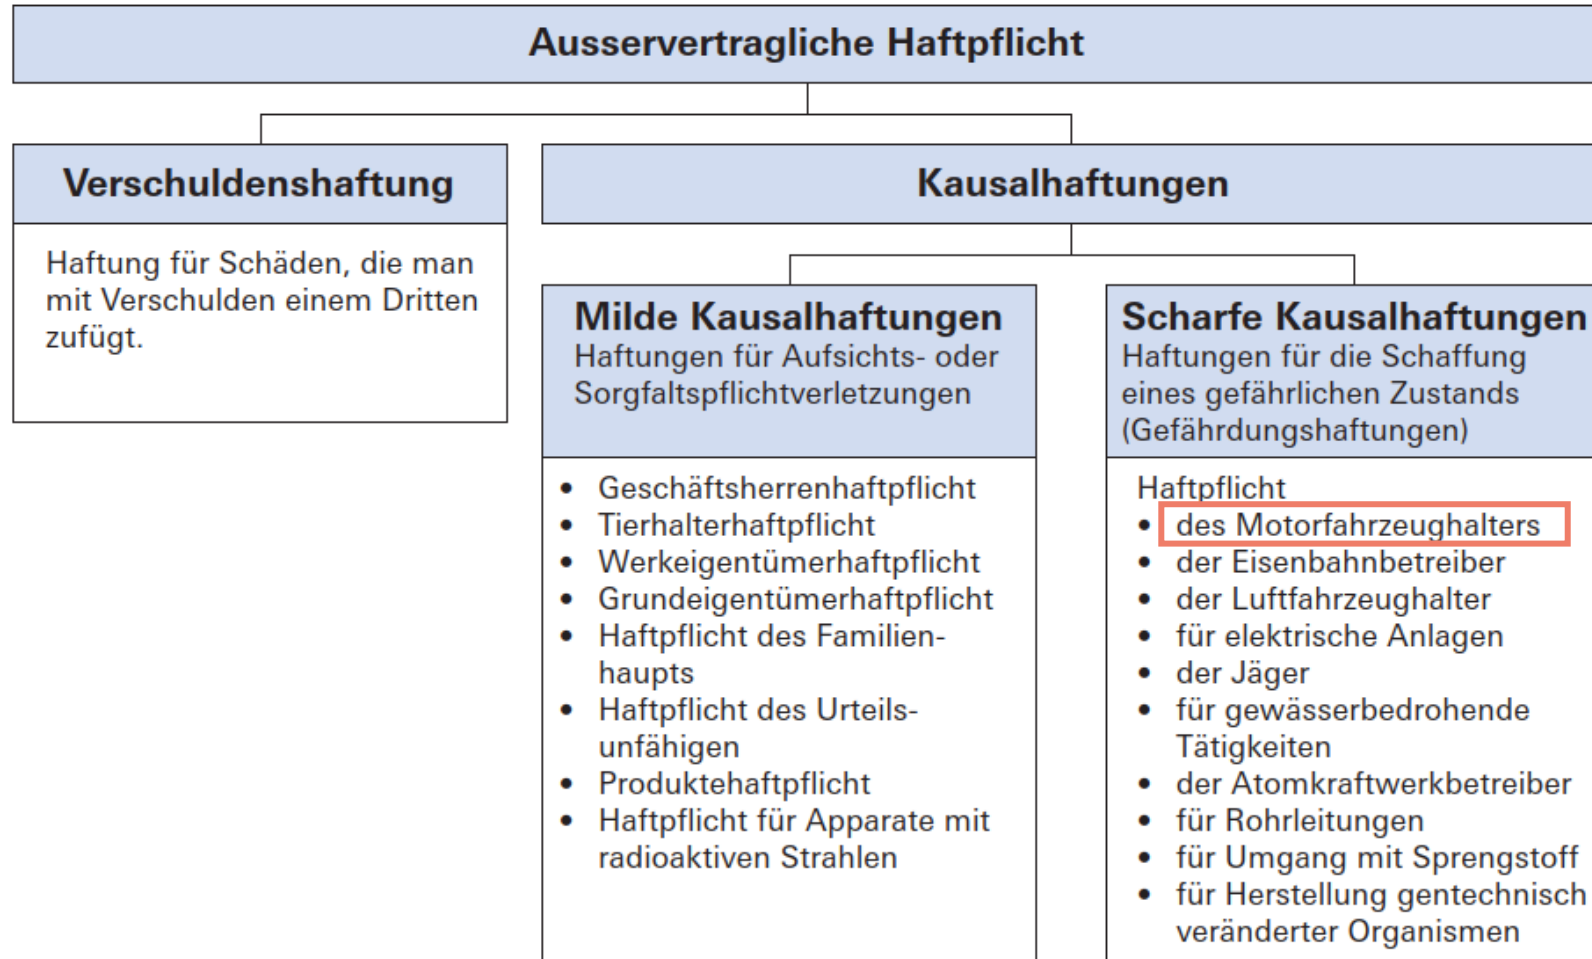 Ausservertragliche Haftpflicht
Verschuldenshaftung
Haftung für Schäden, die man
mit Verschulden einem Dritten
zufügt.
Kausalhaftungen
Milde Kausalhaftungen
Haftungen für Aufsichts- oder
Sorgfaltspflichtverletzungen
• Geschäftsherrenhaftpflicht
• Tierhalterhaftpflicht
• Werkeigentümerhaftpflicht
• Grundeigentümerhaftpflicht
• Haftpflicht des Familien-
haupts
• Haftpflicht des Urteils-
unfähigen
• Produktehaftpflicht
• Haftpflicht für Apparate mit
radioaktiven Strahlen
Scharfe Kausalhaftungen
Haftungen für die Schaffung
eines gefährlichen Zustands
(Gefährdungshaftungen)
Haftpflicht
• des Motorfahrzeughalters
• der Eisenbahnbetreiber
• der Luftfahrzeughalter
• für elektrische Anlagen
• der Jäger
• für gewässerbedrohende
Tätigkeiten
• der Atomkraftwerkbetreiber
• für Rohrleitungen
• für Umgang mit Sprengstoff
• für Herstellung gentechnisch
veränderter Organismen